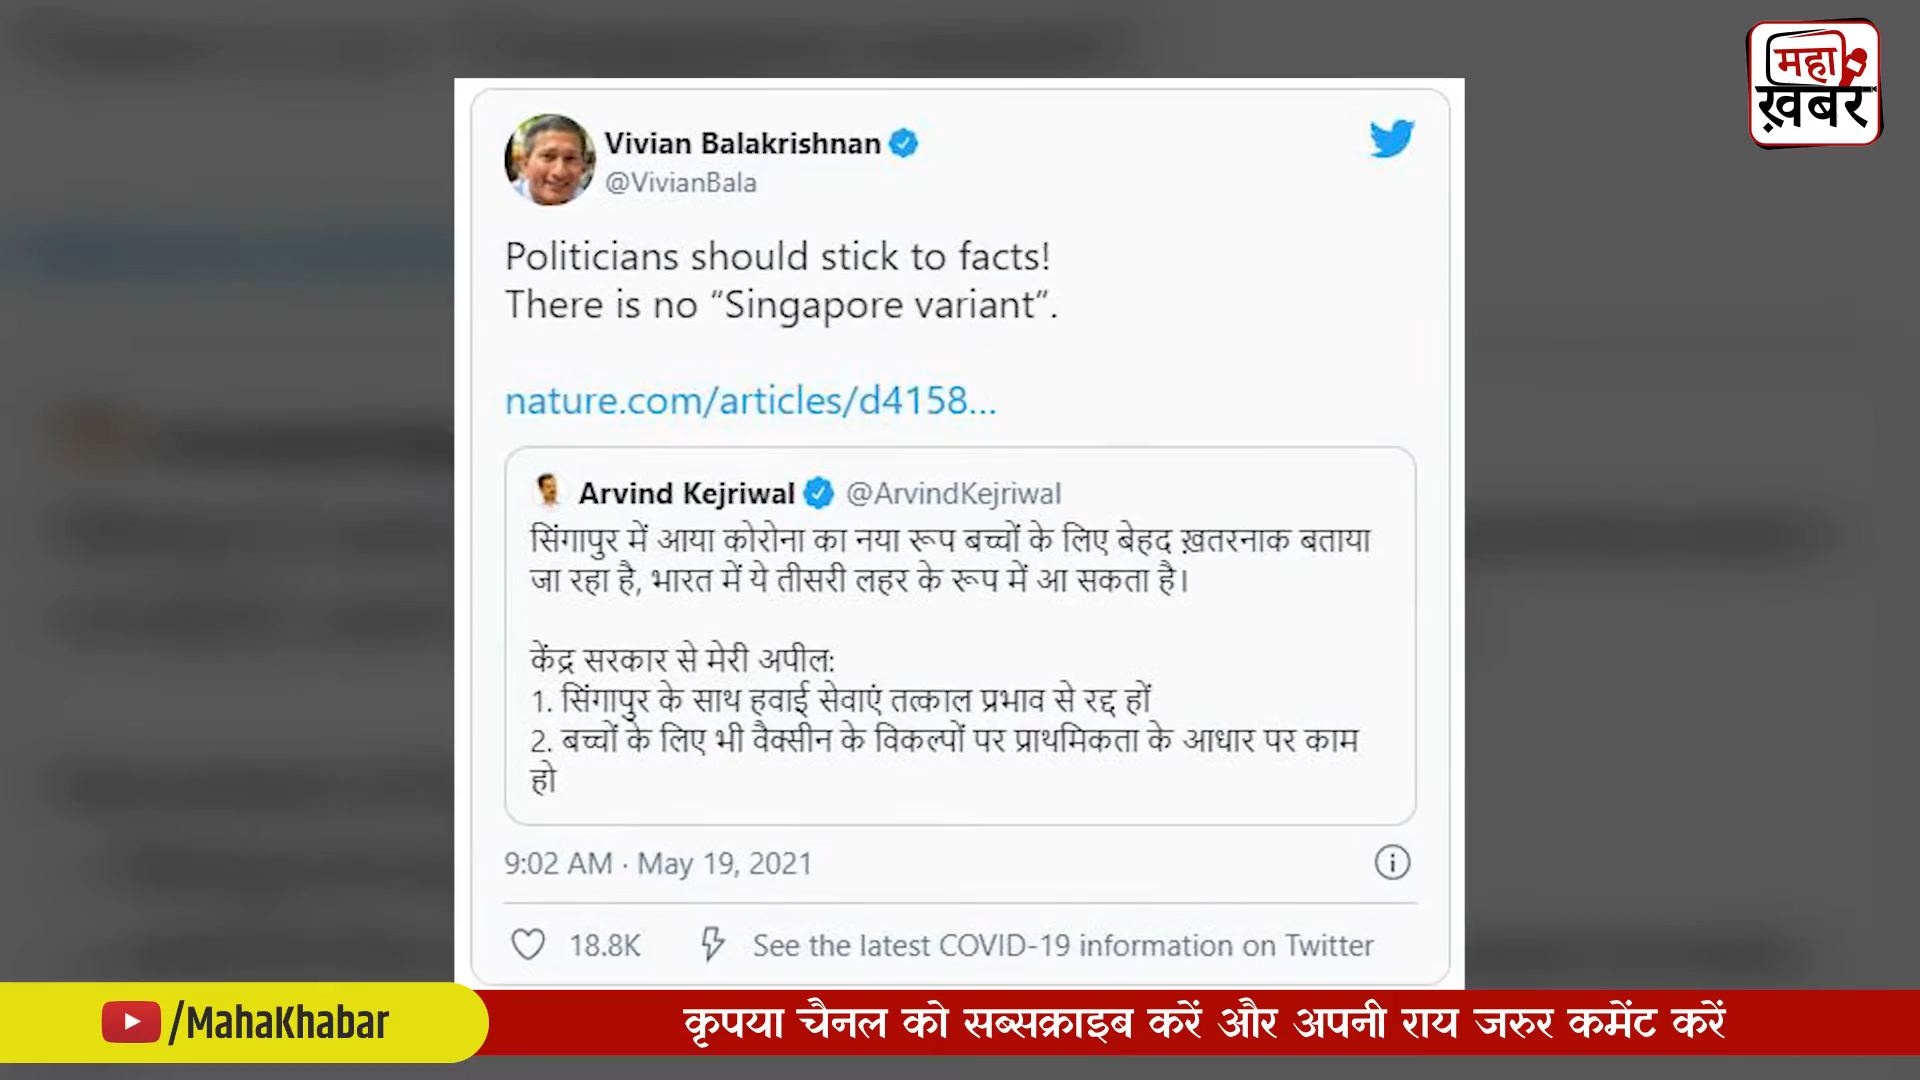 महा
ख़बर
Vivian Balakrishnan
@VivianBala
Politicians should stick to facts!
There is no “Singapore variant”.
nature.com/articles/d4158...
Arvind Kejriwal @ArvindKejriwal
सिंगापुर में आया कोरोना का नया रूप बच्चों के लिए बेहद ख़तरनाक बताया
जा रहा है, भारत में ये तीसरी लहर के रूप में आ सकता है।
केंद्र सरकार से मेरी अपील:
1. सिंगापुर के साथ हवाई सेवाएं तत्काल प्रभाव से रद्द हों
2. बच्चों के लिए भी वैक्सीन के विकल्पों पर प्राथमिकता के आधार पर काम
हो
9:02 AM · May 19, 2021
18.8K See the latest COVID-19 information on Twitter
/MahaKhabar
कृपया चैनल को सब्सक्राइब करें और अपनी राय जरुर कमेंट करें